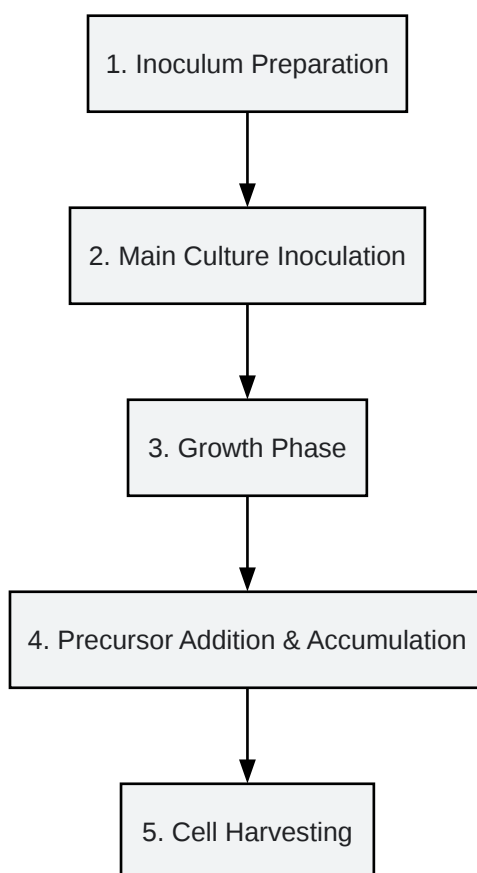 1. Inoculum Preparation
2. Main Culture Inoculation
3. Growth Phase
4. Precursor Addition & Accumulation
5. Cell Harvesting